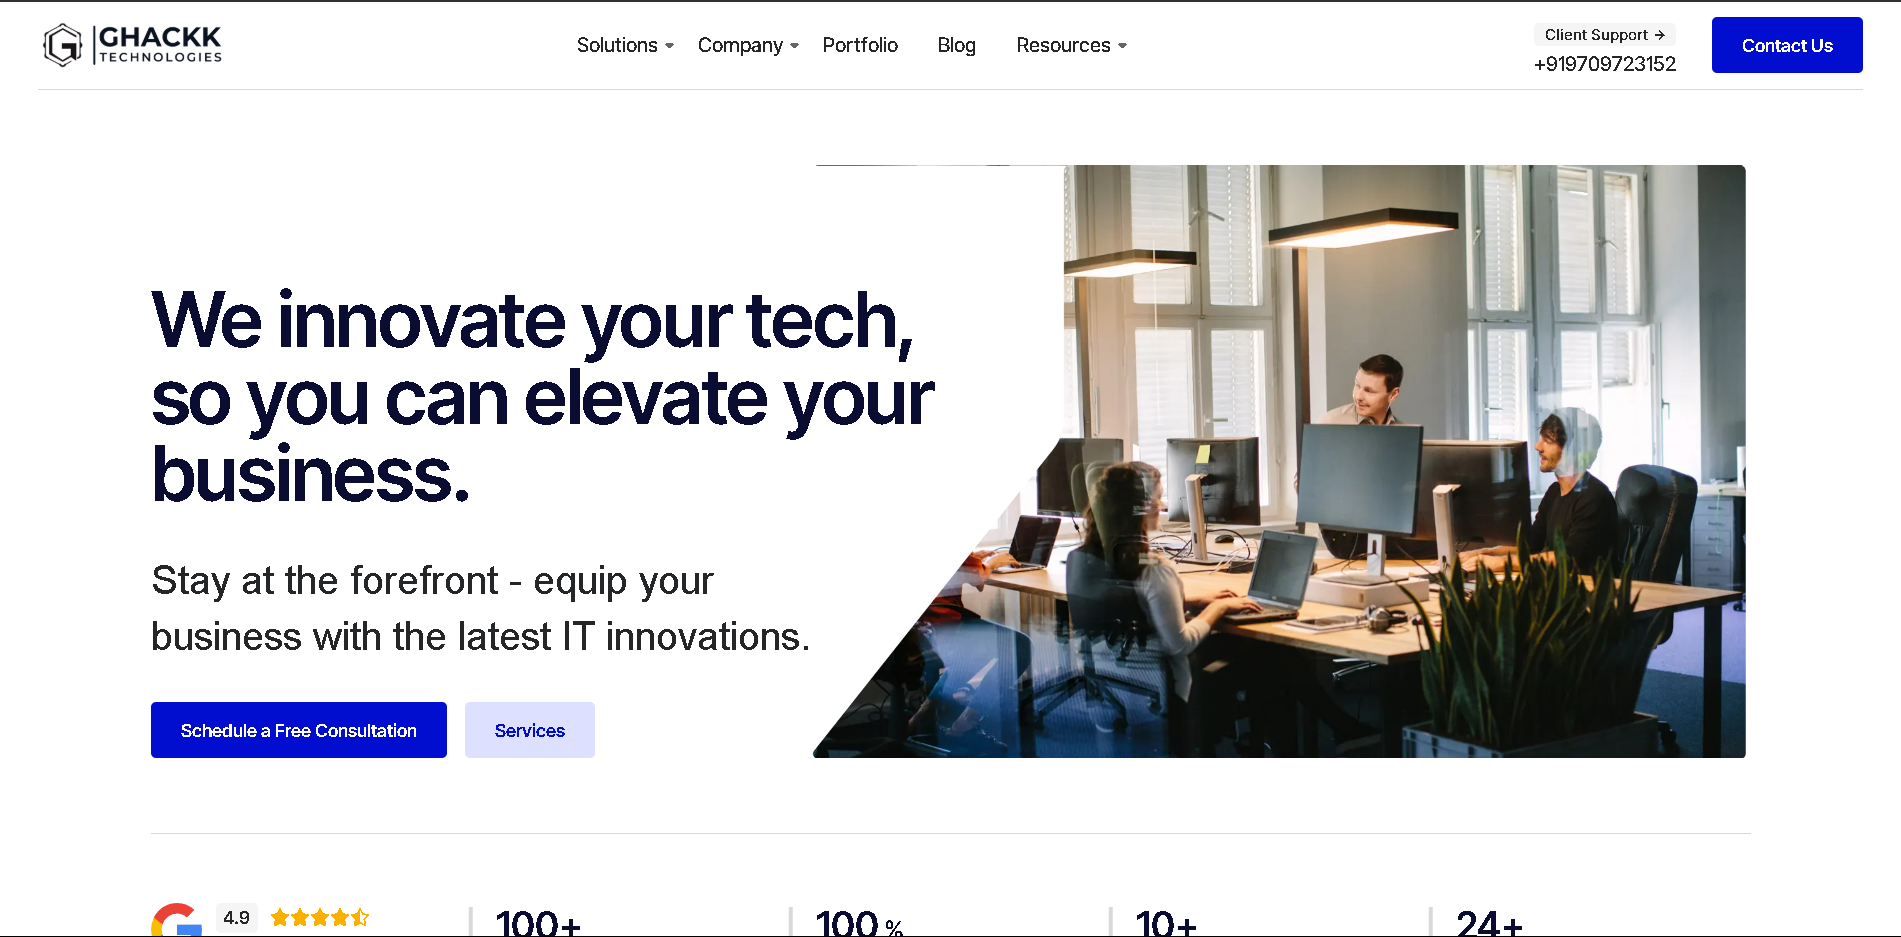 GHACKK
TECHNOLOGIES
Solutions
Company
Portfolio
Blog
Resources
Client Support →
+919709723152
Contact Us
We innovate your tech,
so you can elevate your
business.
Stay at the forefront - equip your
business with the latest IT innovations.
Schedule a Free Consultation
Services
4.9
100+
100 %
10+
24+